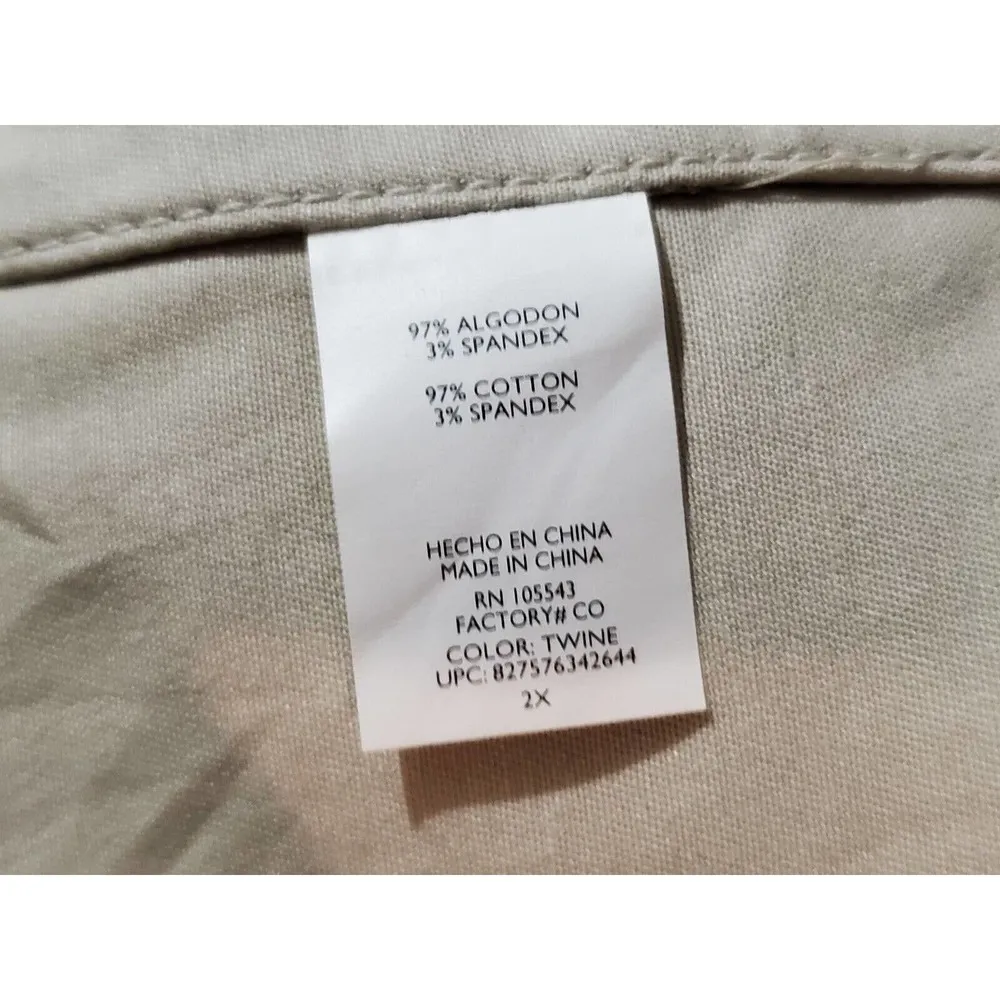 97% ALGODON
3% SPANDEX
97% COTTON
3% SPANDEX
HECHO EN CHINA
MADE IN CHINA
RN 105543
FACTORY# CO
COLOR: TWINE
UPC: 827576342644
2X